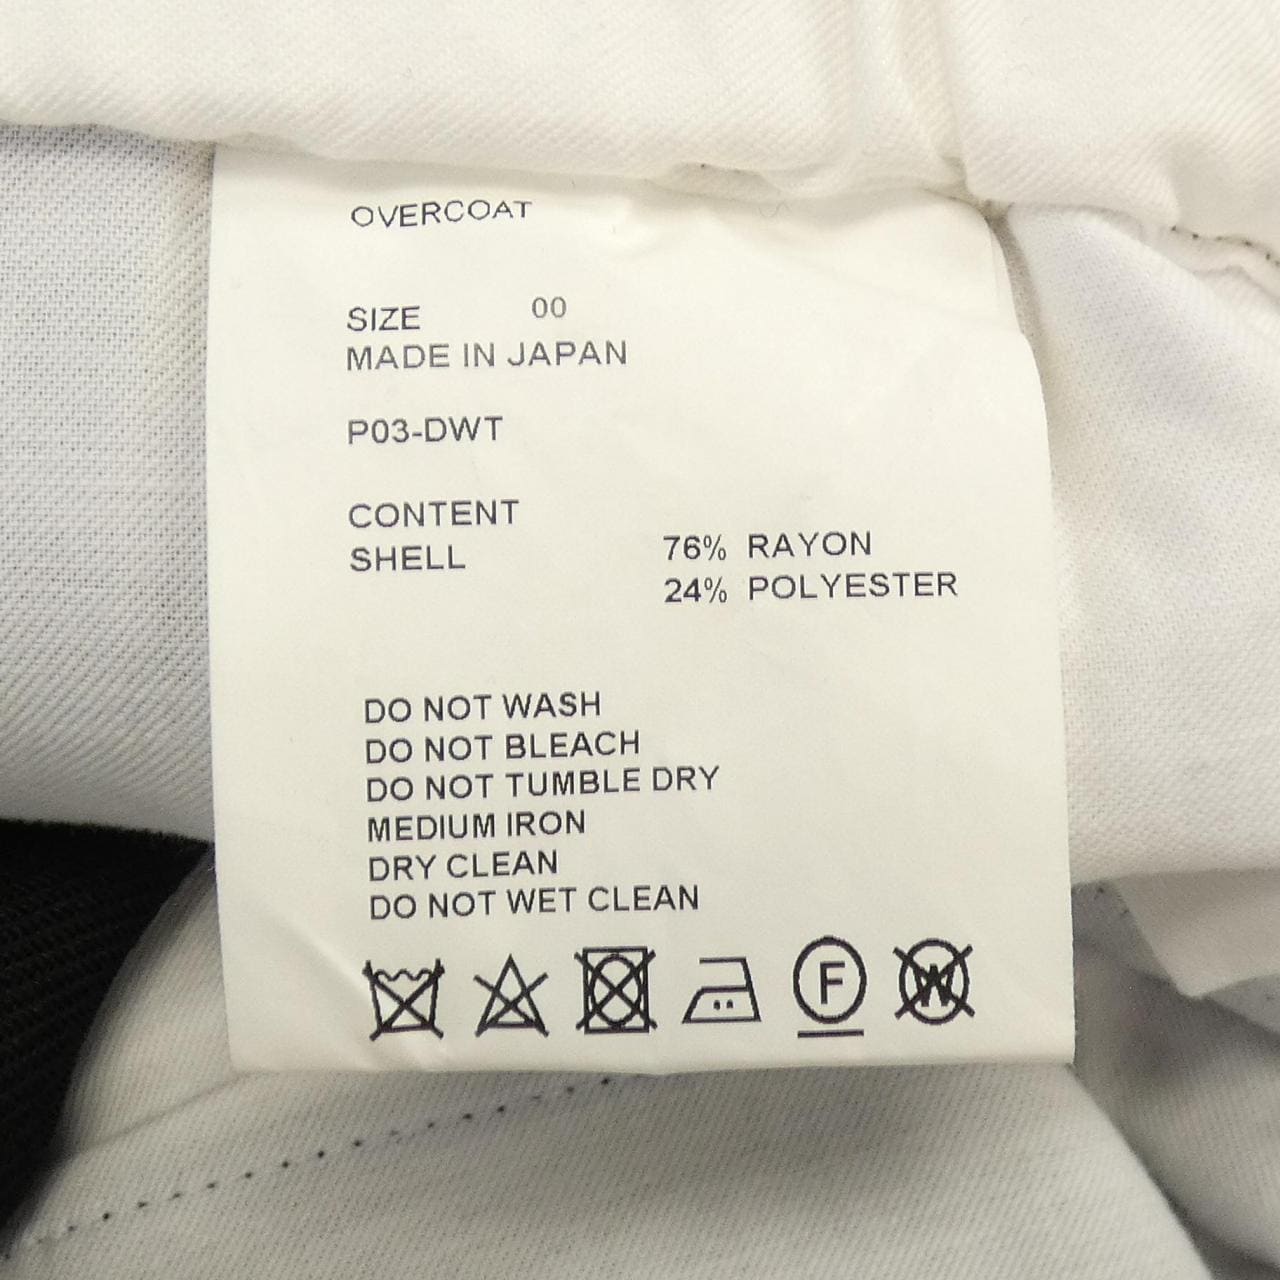 OVERCOAT
SIZE 00
MADE IN JAPAN
P03-DWT
CONTENT
SHELL 76% RAYON
24% POLYESTER
DO NOT WASH
DO NOT BLEACH
DO NOT TUMBLE DRY
MEDIUM IRON
DRY CLEAN
DO NOT WET CLEAN
F W